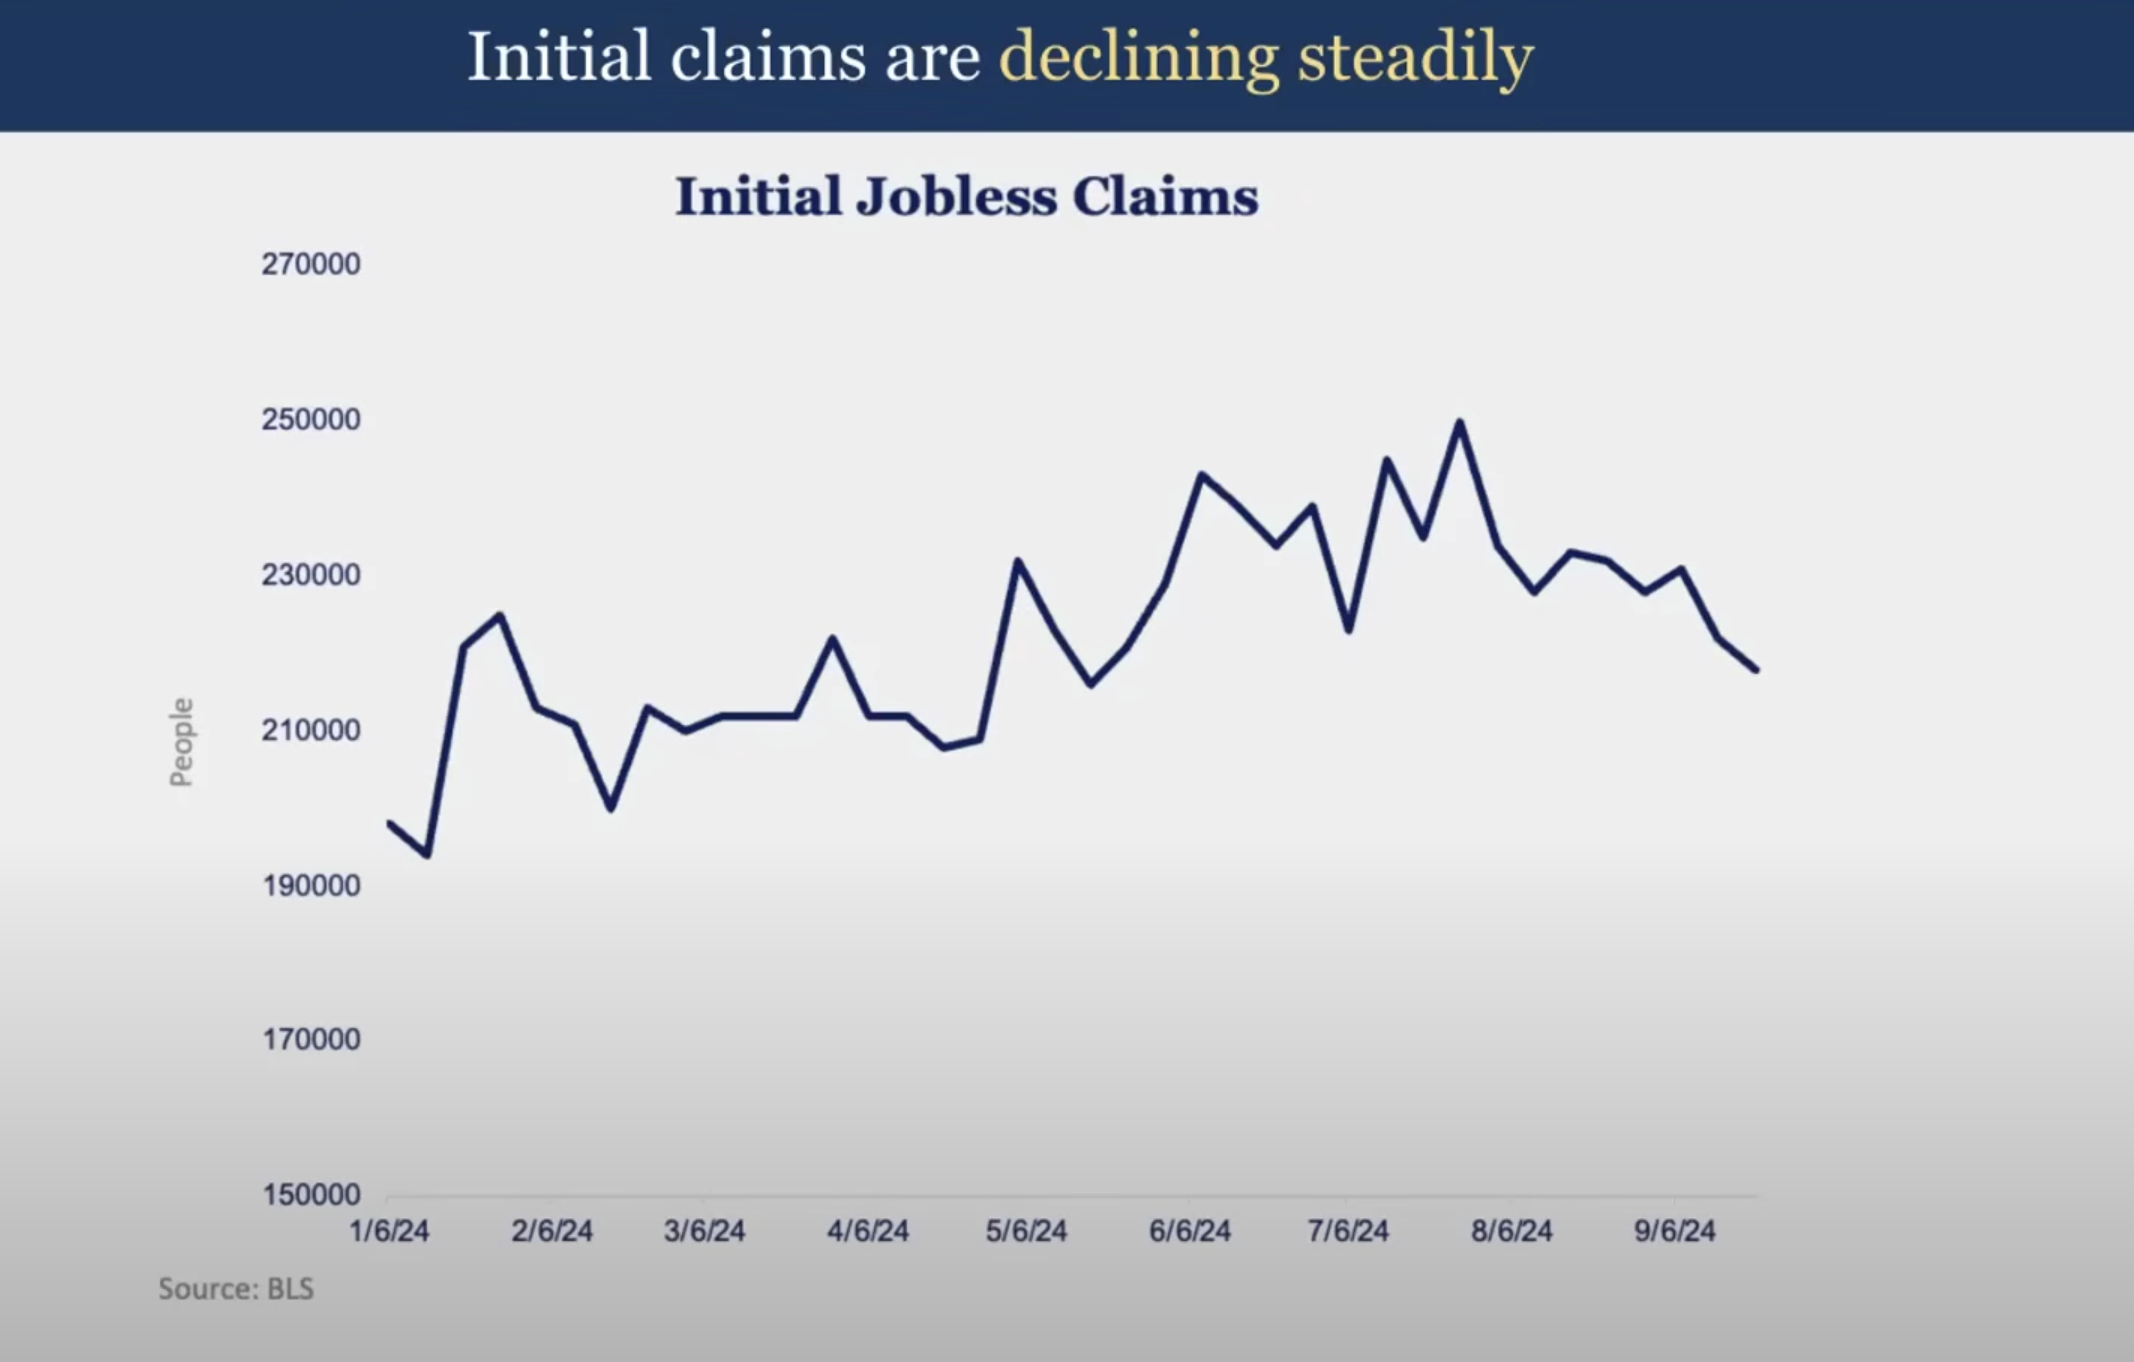 Initial claims are declining steadily
Initial Jobless Claims
270000
250000
230000
210000
190000
170000
150000
People
1/6/24 2/6/24 3/6/24 4/6/24 5/6/24 6/6/24 7/6/24 8/6/24 9/6/24
Source: BLS